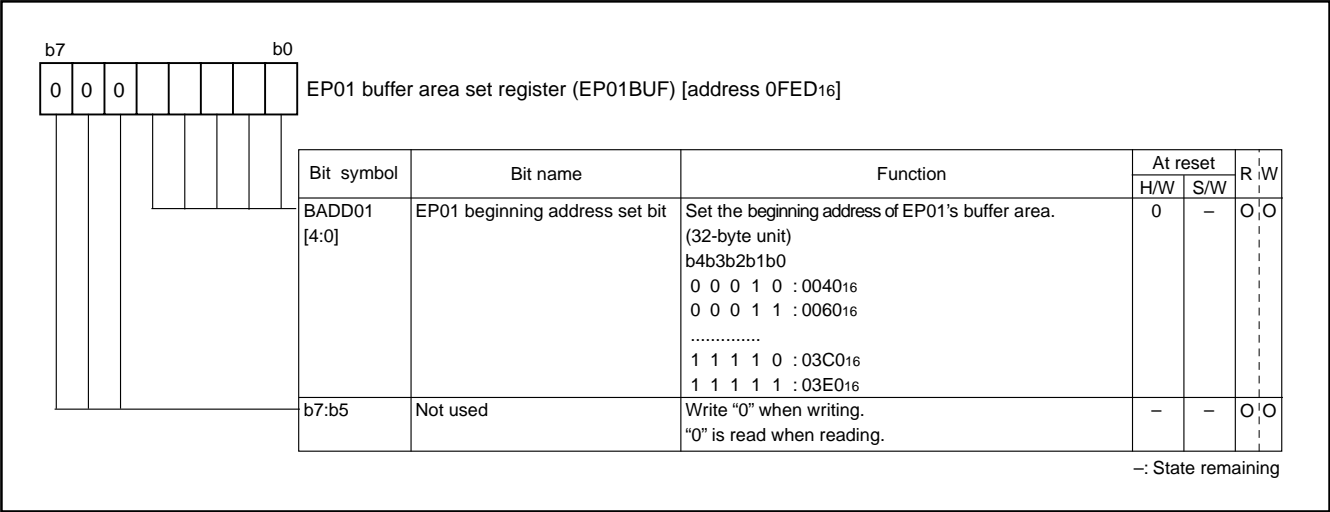 b7 b0
0 0 0
EP01 buffer area set register (EP01BUF) [address 0FED16]
Bit symbol Bit name Function At reset R W
H/W S/W
BADD01 EP01 beginning address set bit Set the beginning address of EP01's buffer area. 0 – O O
[4:0] (32-byte unit)
b4b3b2b1b0
0 0 0 1 0 : 004016
0 0 0 1 1 : 006016
..............
1 1 1 1 0 : 03C016
1 1 1 1 1 : 03E016
b7:b5 Not used Write “0” when writing. – – O O
“0” is read when reading.
–: State remaining